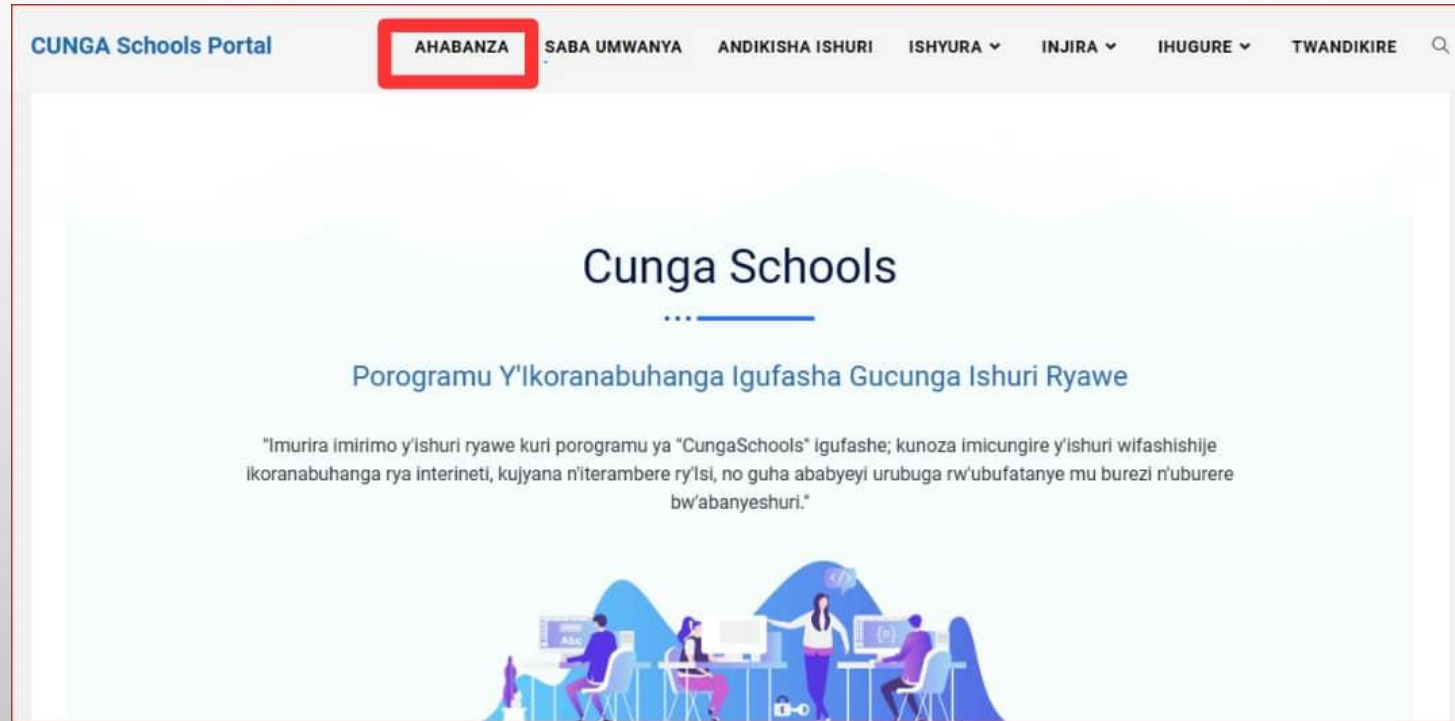 CUNGA Schools Portal
AHABANZA SABA UMWANYA ANDIKISHA ISHURI ISHYURA INJIRA IHUGURE TWANDIKIRE
Cunga Schools
Porogramu Y'Ikoranabuhanga Igufasha Gucunga Ishuri Ryawe
"Imurira imirimo y'ishuri ryawe kuri porogramu ya "CungaSchools" igufashe; kunoza imicungire y'ishuri wifashishije
ikoranabuhanga rya interineti, kujyana n'iterambere ry'Isi, no guha ababyeyi urubuga rw'ubufatanye mu burezi n'uburere
bw'abanyeshuri."
</>
Abc
{=}